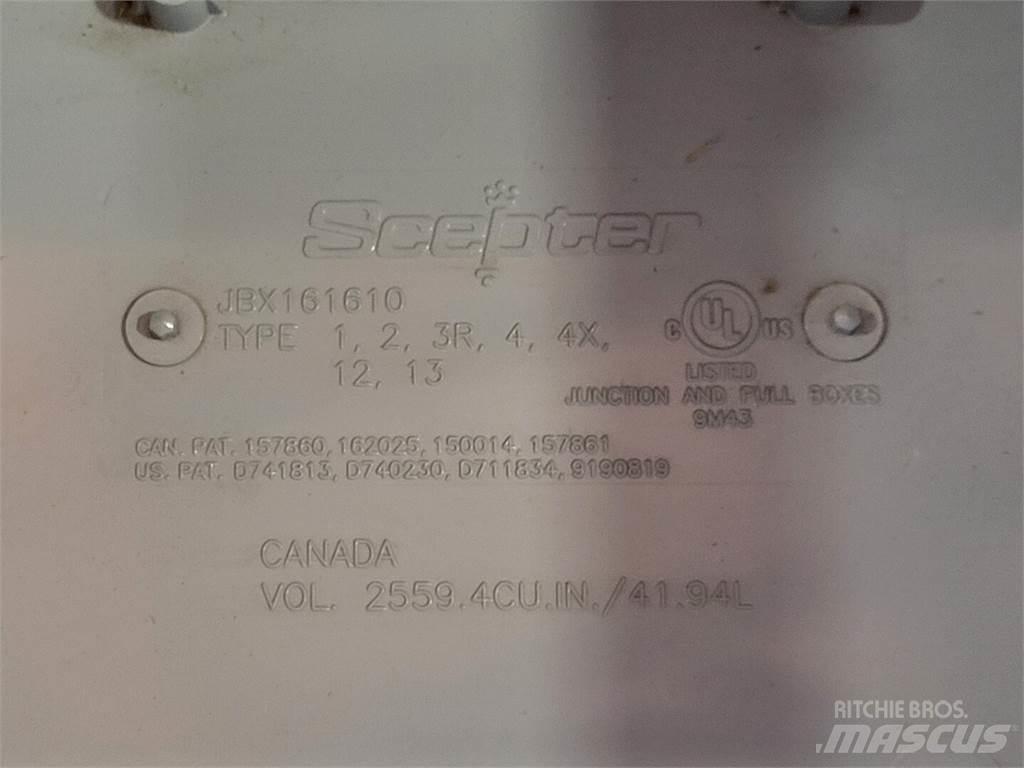 Scepter
JBX161610
TYPE 1, 2, 3R, 4, 4X,
12, 13
C UL US
LISTED
JUNCTION AND PULL BOXES
9M43
CAN. PAT. 157860, 162025, 150014, 157861
US. PAT. D741813, D740230, D711834, 9190819
CANADA
VOL. 2559.4CU.IN./41.94L
RITCHIE BROS.
MASCUS